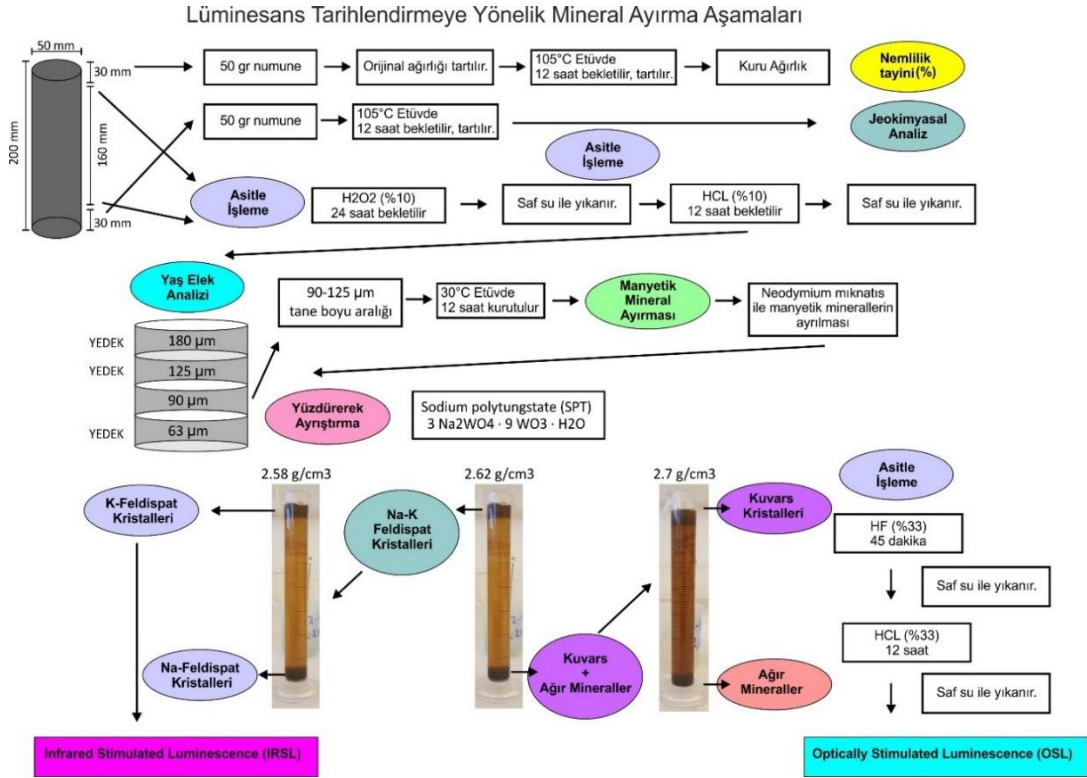 Lüminesans Tarihlendirmeye Yönelik Mineral Ayırma Aşamaları
50 mm
30 mm
200 mm
160 mm
30 mm
50 gr numune
Orijinal ağırlığı tartılır.
105°C Etüvde
12 saat bekletilir, tartılır.
Kuru Ağırlık
Nemlilik
tayini(%)
50 gr numune
105°C Etüvde
12 saat bekletilir, tartılır.
Jeokimyasal
Analiz
Asitle
İşleme
Asitle
İşleme
H2O2 (%10)
24 saat bekletilir
Saf su ile yıkanır.
HCL (%10)
12 saat bekletilir
Saf su ile yıkanır.
Yaş Elek
Analizi
90-125 µm
tane boyu aralığı
30°C Etüvde
12 saat kurutulur
Manyetik
Mineral
Ayırması
Neodymium mıknatıs
ile manyetik minerallerin
ayrılması
YEDEK
180 µm
YEDEK
125 µm
90 µm
YEDEK
63 µm
Yüzdürerek
Ayrıştırma
Sodium polytungstate (SPT)
3 Na2WO4 · 9 WO3 · H2O
2.58 g/cm3
2.62 g/cm3
2.7 g/cm3
K-Feldispat
Kristalleri
Na-K
Feldispat
Kristalleri
Kuvars
Kristalleri
Asitle
İşleme
HF (%33)
45 dakika
Saf su ile yıkanır.
HCL (%33)
12 saat
Na-Feldispat
Kristalleri
Kuvars
+
Ağır Mineraller
Ağır
Mineraller
Saf su ile yıkanır.
Infrared Stimulated Luminescence (IRSL)
Optically Stimulated Luminescence (OSL)